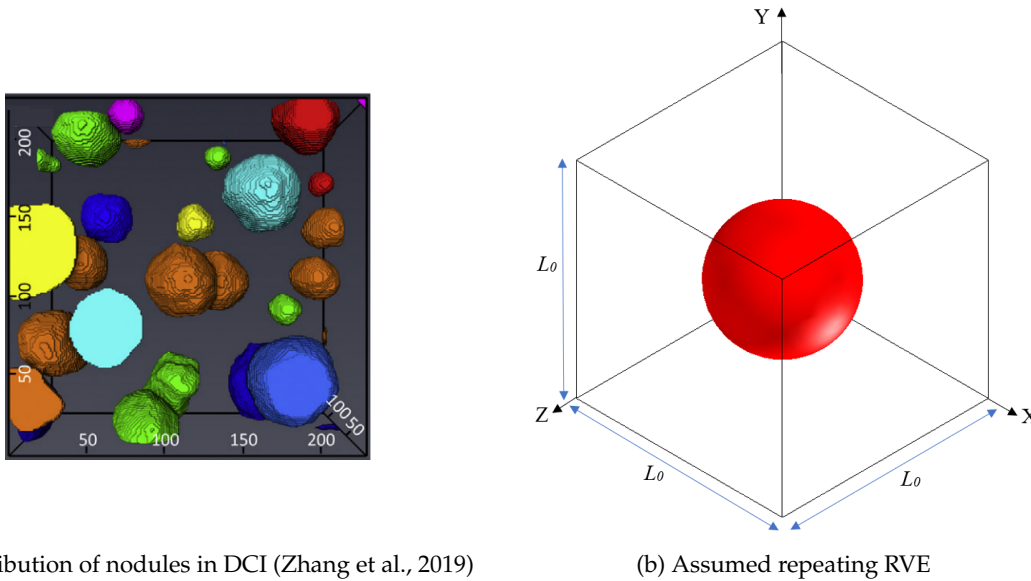 200
150
100
50
50
100
150
200
100
50
Y
L0
Z
X
L0
L0
ibution of nodules in DCI (Zhang et al., 2019)
(b) Assumed repeating RVE